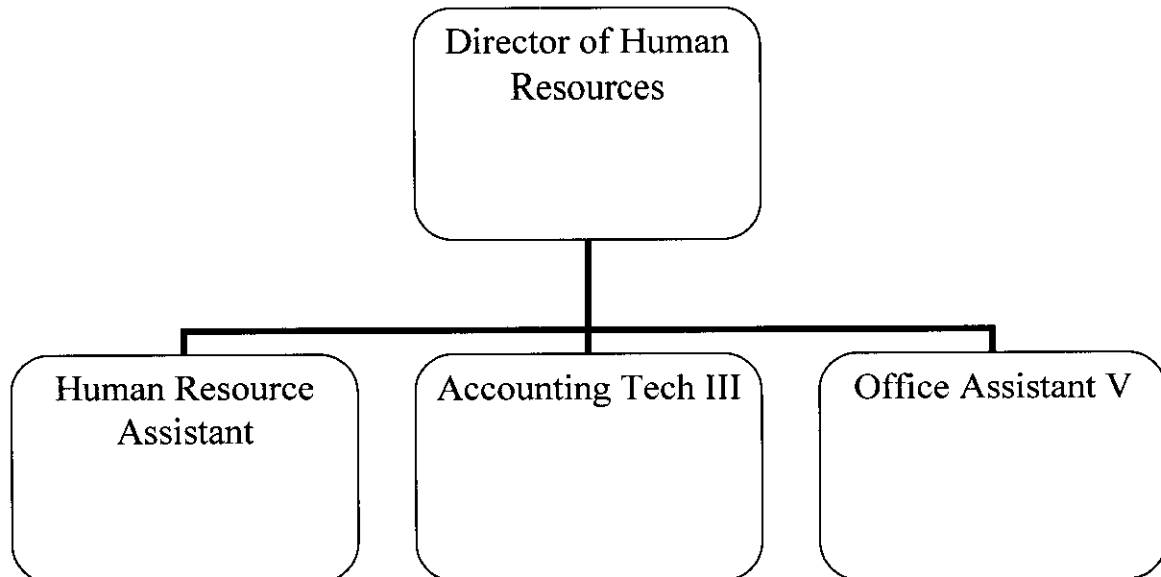 Director of Human
Resources
Human Resource
Assistant
Accounting Tech III
Office Assistant V